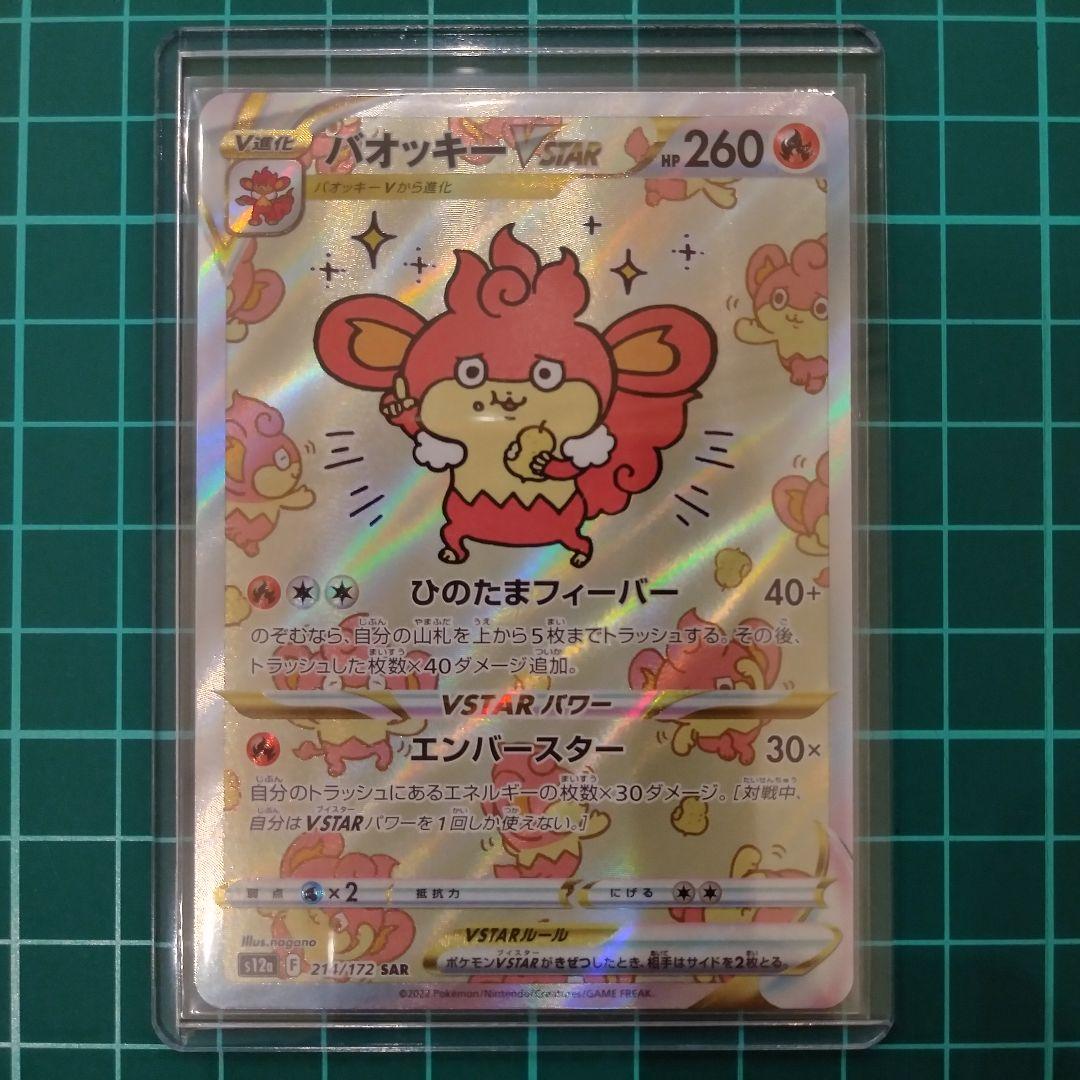 V進化 バオッキーVSTAR HP 260
バオッキーVから進化
ひのたまフィーバー 40+
のぞむなら、自分の山札を上から5枚までトラッシュする。その後、
トラッシュした枚数×40ダメージ追加。
VSTARパワー
エンバースター 30×
自分のトラッシュにあるエネルギーの枚数×30ダメージ。[対戦中、
自分はVSTARパワーを1回しか使えない。]
弱点 ×2 抵抗力 にげる
Illus.nagano
VSTARルール
ポケモンVSTARがきぜつしたとき、相手はサイドを2枚とる。
s12a F 214/172 SAR
©2022 Pokémon/Nintendo/Creatures/GAME FREAK.